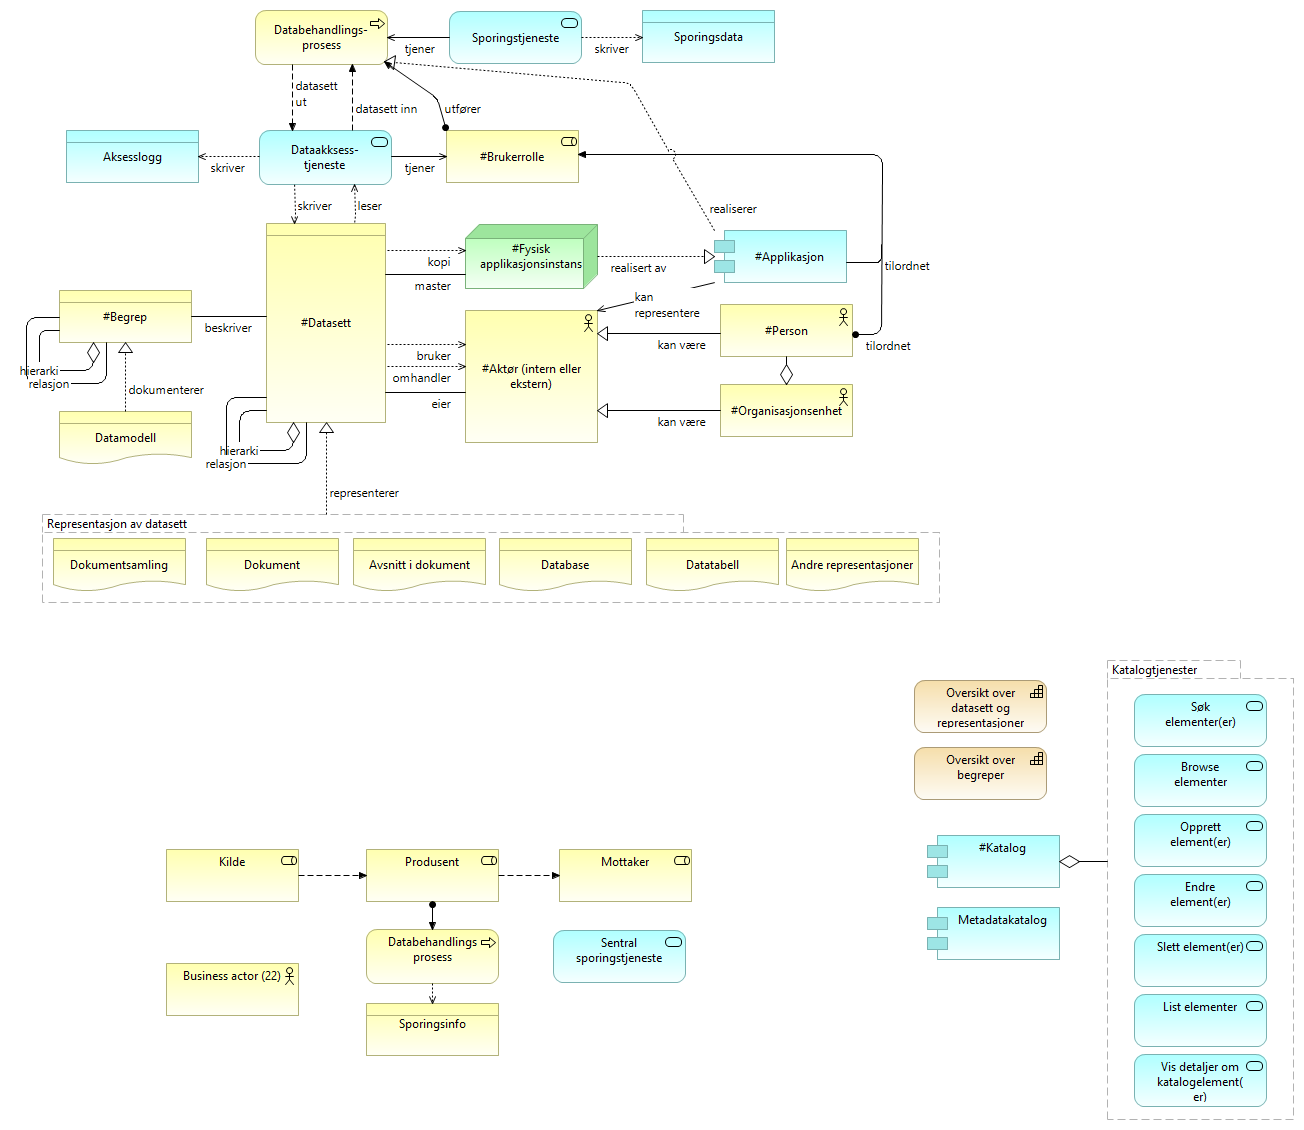 Databehandlings-
prosess
tjener
Sporingstjeneste
skriver
Sporingsdata
datasett
ut
datasett inn
utfører
Aksesslogg
skriver
Dataakksess-
tjeneste
tjener
#Brukerrolle
skriver
leser
realiserer
#Datasett
kopi
master
#Fysisk
applikasjonsinstans
realisert av
#Applikasjon
tilordnet
kan
representere
#Begrep
beskriver
hierarki
relasjon
dokumenterer
Datamodell
bruker
omhandler
eier
#Aktør (intern eller
ekstern)
kan være
#Person
tilordnet
kan være
#Organisasjonsenhet
hierarki
relasjon
representerer
Representasjon av datasett
Dokumentsamling
Dokument
Avsnitt i dokument
Database
Datatabell
Andre representasjoner
Katalogtjenester
Oversikt over
datasett og
representasjoner
Oversikt over
begreper
#Katalog
Metadatakatalog
Søk
elementer(er)
Browse
elementer
Opprett
element(er)
Endre
element(er)
Slett element(er)
List elementer
Vis detaljer om
katalogelement(
er)
Kilde
Produsent
Mottaker
Databehandlings
prosess
Sentral
sporingstjeneste
Business actor (22)
Sporingsinfo